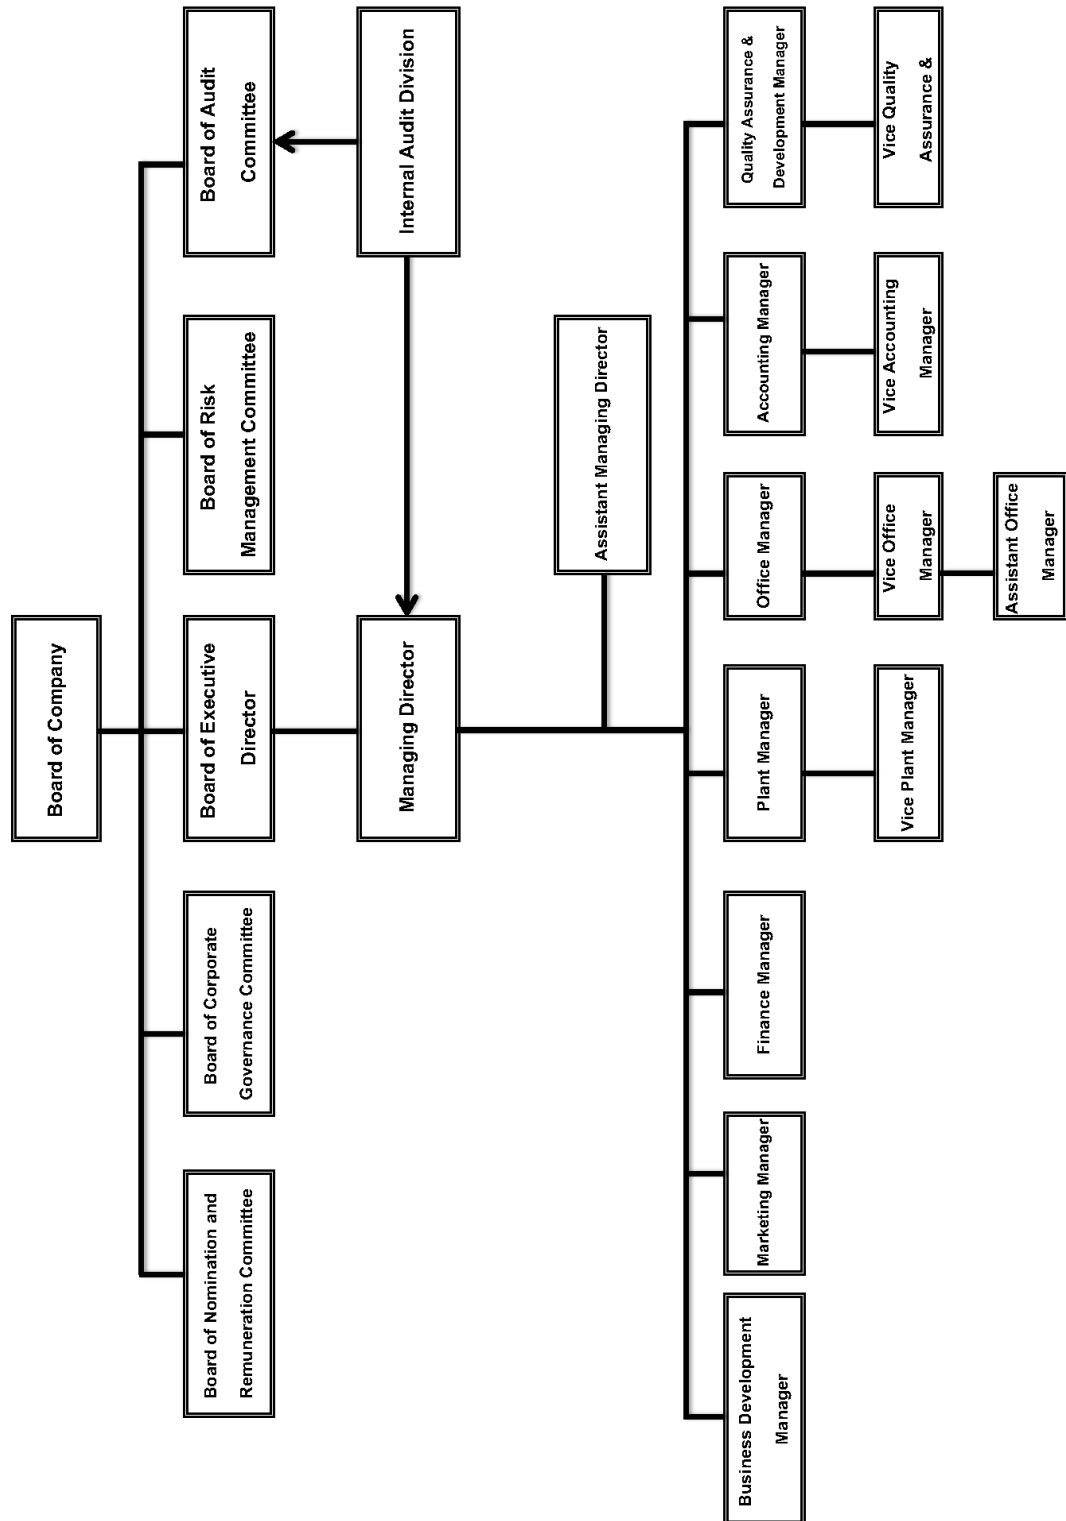 Board of Company
Board of Nomination and
Remuneration Committee
Board of Corporate
Governance Committee
Board of Executive
Director
Board of Risk
Management Committee
Board of Audit
Committee
Managing Director
Internal Audit Division
Assistant Managing Director
Business Development
Manager
Marketing Manager
Finance Manager
Plant Manager
Office Manager
Accounting Manager
Quality Assurance &
Development Manager
Vice Plant Manager
Vice Office
Manager
Vice Accounting
Manager
Vice Quality
Assurance &
Assistant Office
Manager